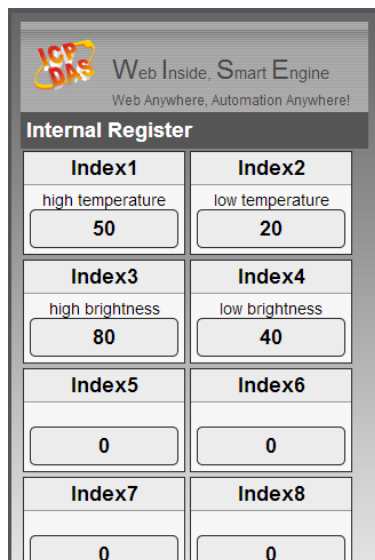 ICP
DAS
Web Inside, Smart Engine
Web Anywhere, Automation Anywhere!
Internal Register
Index1 Index2
high temperature low temperature
50 20
Index3 Index4
high brightness low brightness
80 40
Index5 Index6
0 0
Index7 Index8
0 0